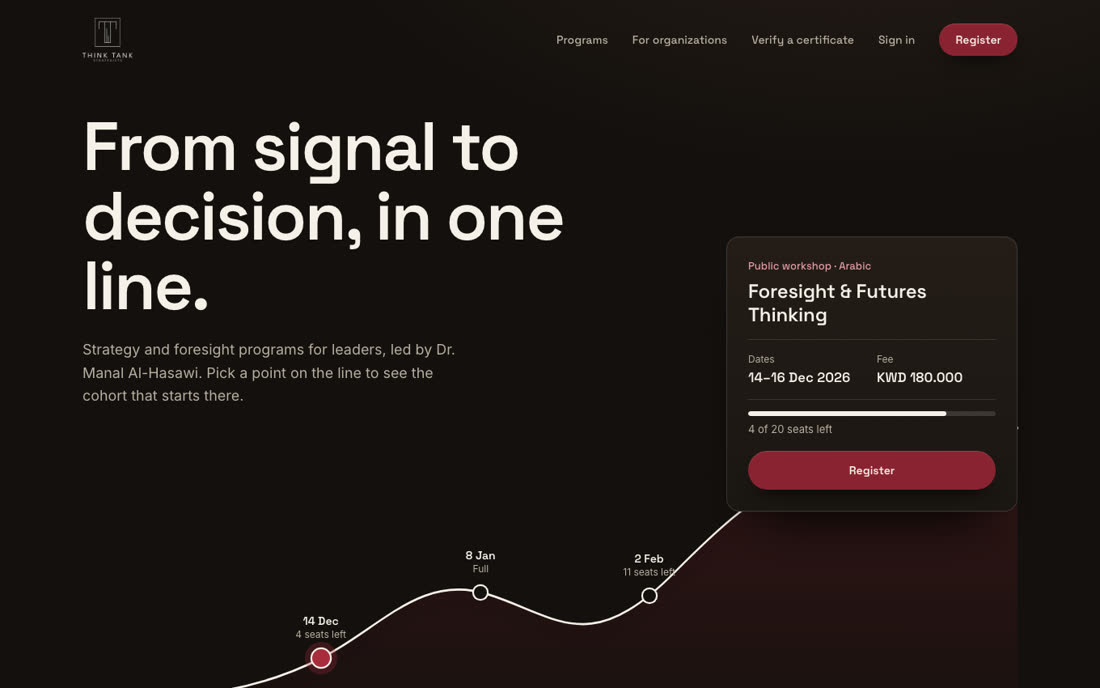 THINK TANK
Programs
For organizations
Verify a certificate
Sign in
Register
From signal to
decision, in one
line.
Strategy and foresight programs for leaders, led by Dr.
Manal Al-Hasawi. Pick a point on the line to see the
cohort that starts there.
Public workshop · Arabic
Foresight & Futures
Thinking
Dates
Fee
14–16 Dec 2026
KWD 180.000
4 of 20 seats left
Register
8 Jan
Full
2 Feb
11 seats left
14 Dec
4 seats left